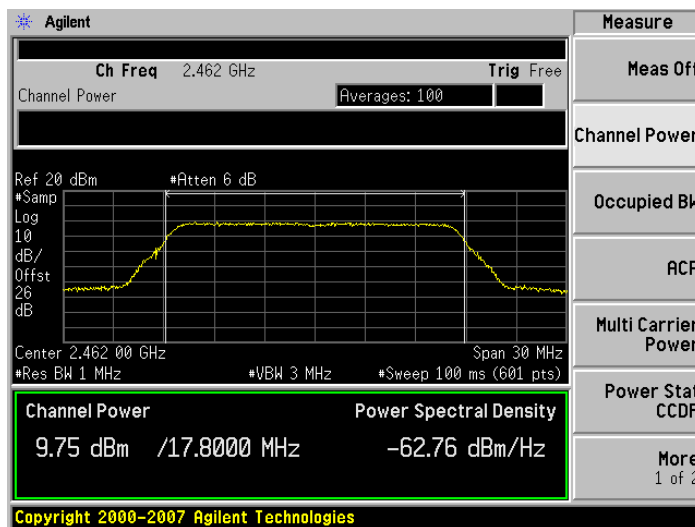 Agilent
Ch Freq 2.462 GHz Trig Free
Channel Power Averages: 100
Ref 20 dBm #Atten 6 dB
#Samp
Log
10
dB/
Offst
26
dB
Center 2.462 00 GHz Span 30 MHz
#Res BW 1 MHz #VBW 3 MHz #Sweep 100 ms (601 pts)
Channel Power Power Spectral Density
9.75 dBm /17.8000 MHz -62.76 dBm/Hz
Copyright 2000-2007 Agilent Technologies
Measure
Meas Off
Channel Power
Occupied
ACP
Multi Carrier
Power
Power Stat
CCDF
More
1 of 2